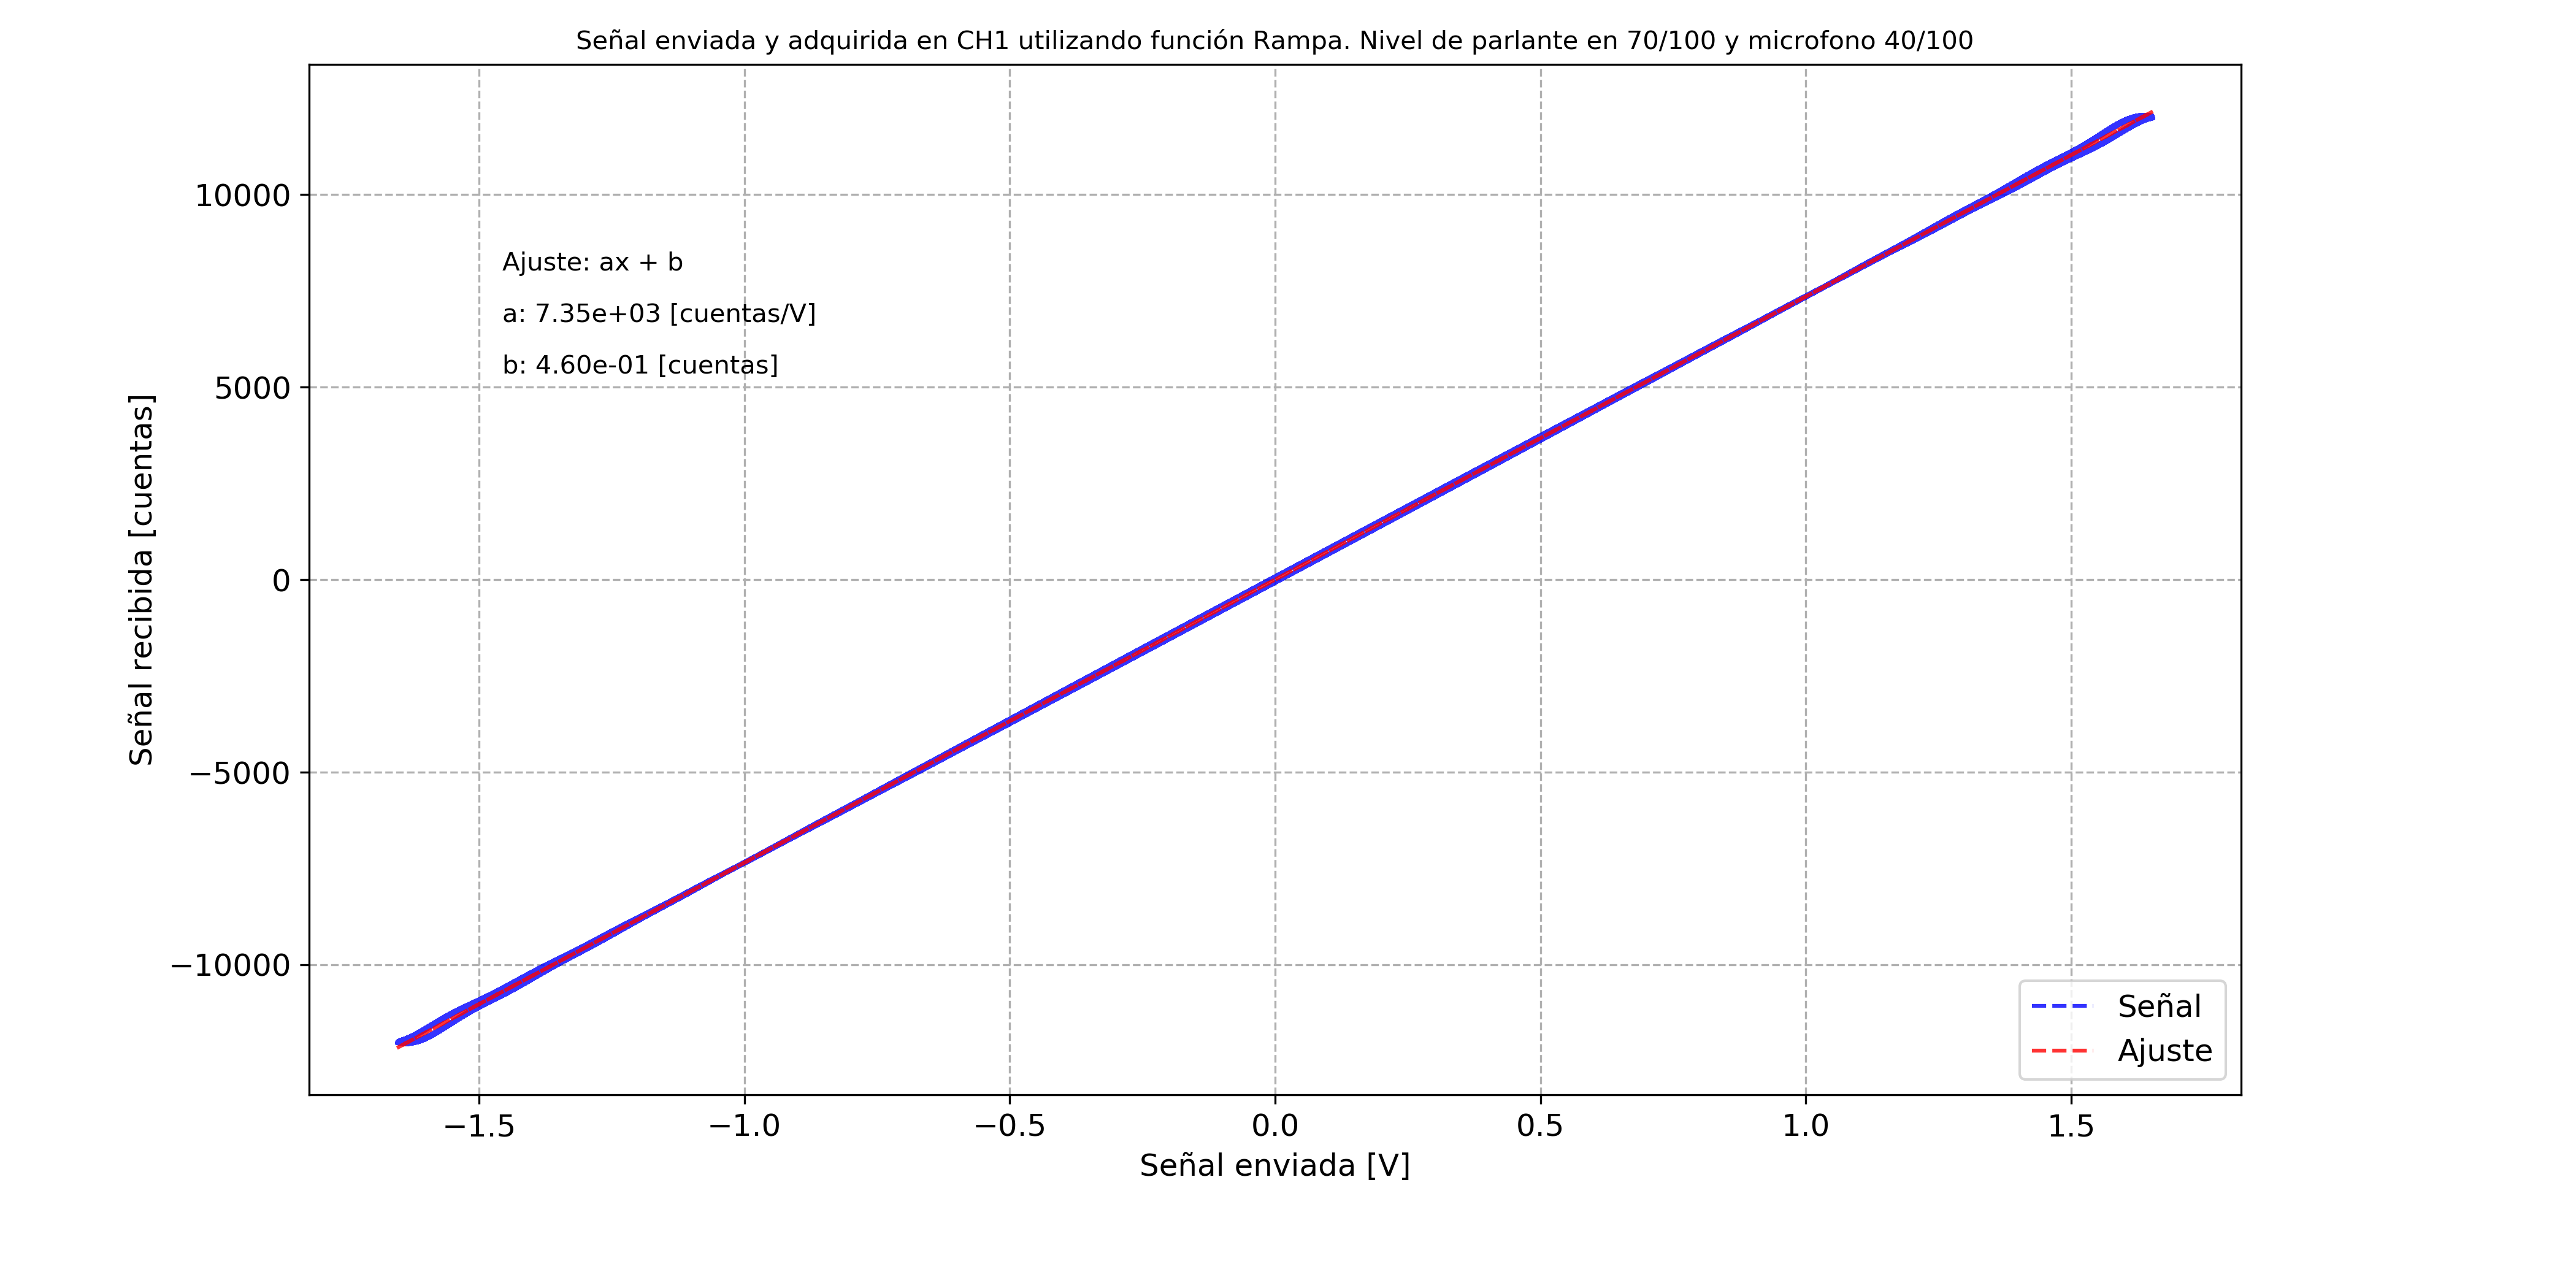 Señal enviada y adquirida en CH1 utilizando función Rampa. Nivel de parlante en 70/100 y microfono 40/100
Señal recibida [cuentas]
10000
5000
0
−5000
−10000
Ajuste: ax + b
a: 7.35e+03 [cuentas/V]
b: 4.60e-01 [cuentas]
Señal
Ajuste
−1.5
−1.0
−0.5
0.0
0.5
1.0
1.5
Señal enviada [V]